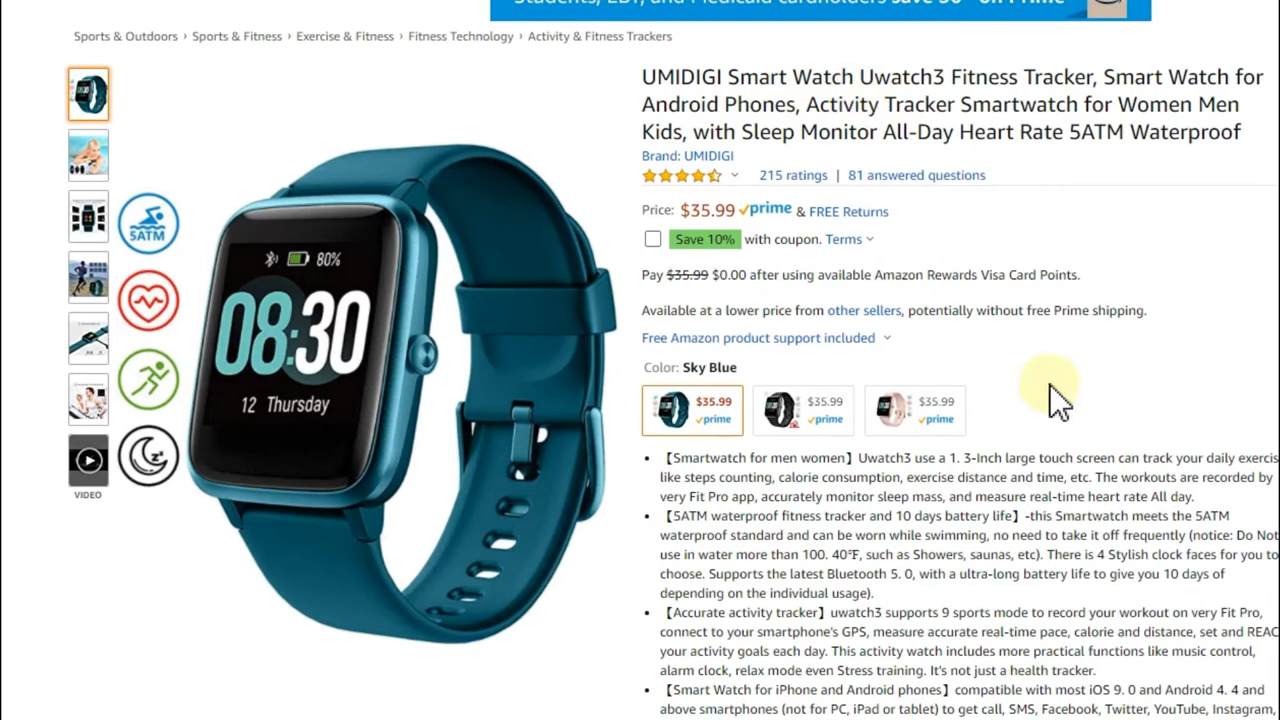 Students, EBT, and Medicaid cardholders save 50% on Prime
Sports & Outdoors › Sports & Fitness › Exercise & Fitness › Fitness Technology › Activity & Fitness Trackers
UMIDIGI Smart Watch Uwatch3 Fitness Tracker, Smart Watch for
Android Phones, Activity Tracker Smartwatch for Women Men
Kids, with Sleep Monitor All-Day Heart Rate 5ATM Waterproof
Brand: UMIDIGI
215 ratings | 81 answered questions
Price: $35.99 prime & FREE Returns
Save 10% with coupon. Terms
Pay $35.99 $0.00 after using available Amazon Rewards Visa Card Points.
Available at a lower price from other sellers, potentially without free Prime shipping.
Free Amazon product support included
Color: Sky Blue
$35.99 $35.99 $35.99
prime prime prime
5ATM
80%
08:30
12 Thursday
z
VIDEO
【Smartwatch for men women】Uwatch3 use a 1. 3-Inch large touch screen can track your daily exercis
like steps counting, calorie consumption, exercise distance and time, etc. The workouts are recorded by
very Fit Pro app, accurately monitor sleep mass, and measure real-time heart rate All day.
【5ATM waterproof fitness tracker and 10 days battery life】-this Smartwatch meets the 5ATM
waterproof standard and can be worn while swimming, no need to take it off frequently (notice: Do Not
use in water more than 100. 40℉, such as Showers, saunas, etc). There is 4 Stylish clock faces for you to
choose. Supports the latest Bluetooth 5. 0, with a ultra-long battery life to give you 10 days of
depending on the individual usage).
【Accurate activity tracker】uwatch3 supports 9 sports mode to record your workout on very Fit Pro,
connect to your smartphone's GPS, measure accurate real-time pace, calorie and distance, set and REAC
your activity goals each day. This activity watch includes more practical functions like music control,
alarm clock, relax mode even Stress training. It's not just a health tracker.
【Smart Watch for iPhone and Android phones】compatible with most iOS 9. 0 and Android 4. 4 and
above smartphones (not for PC, iPad or tablet) to get call, SMS, Facebook, Twitter, YouTube, Instagram,